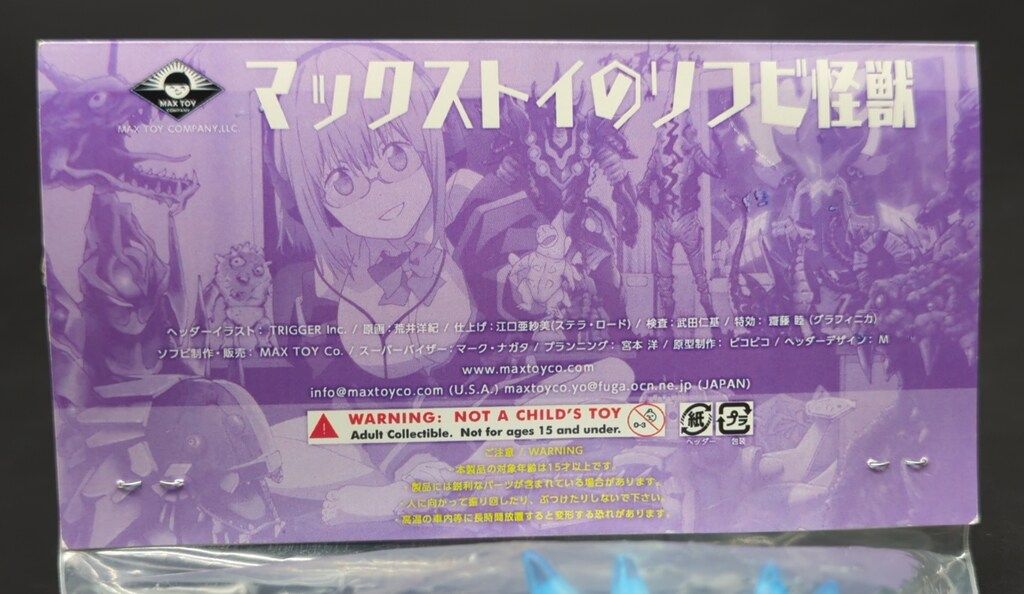 マックストイのソフビ怪獣
MAX TOY
COMPANY
MAX TOY COMPANY,LLC.
ヘッダーイラスト: TRIGGER Inc. / 原画:荒井洋紀 / 仕上げ:江口亜紗美(ステラ・ロード) / 検査:武田仁基 / 特効:齋藤 睦 (グラフィニカ)
ソフビ制作・販売: MAX TOY Co. / スーパーバイザー:マーク・ナガタ / プランニング:宮本 洋 / 原型制作:ピコピコ / ヘッダーデザイン:M
www.maxtoyco.com
info@maxtoyco.com (U.S.A.) maxtoyco.yo@fuga.ocn.ne.jp (JAPAN)
WARNING: NOT A CHILD'S TOY
Adult Collectible. Not for ages 15 and under.
0-3
紙
ヘッダー
プラ
包装
ご注意 / WARNING
・本製品の対象年齢は15才以上です。
・製品には鋭利なパーツが含まれている場合があります。
・人に向かって振り回したり、ぶつけたりしないで下さい。
・高温の車内等に長時間放置すると変形する恐れがあります。